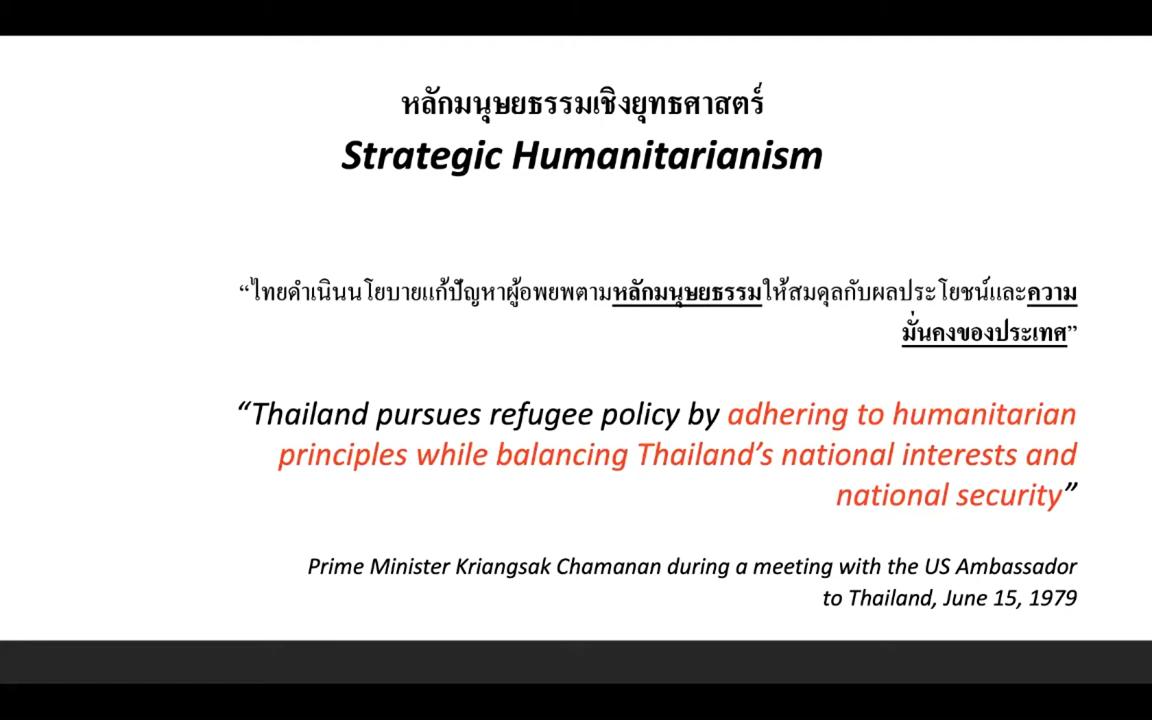 หลักมนุษยธรรมเชิงยุทธศาสตร์
Strategic Humanitarianism
“ไทยดำเนินนโยบายแก้ปัญหาผู้อพยพตามหลักมนุษยธรรมให้สมดุลกับผลประโยชน์และความ
มั่นคงของประเทศ”
“Thailand pursues refugee policy by adhering to humanitarian
principles while balancing Thailand’s national interests and
national security”
Prime Minister Kriangsak Chamanan during a meeting with the US Ambassador
to Thailand, June 15, 1979